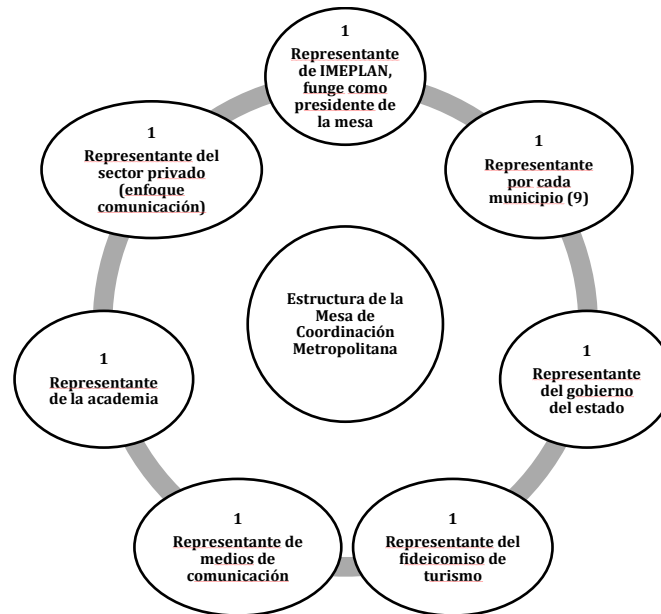 1
Representante
de IMEPLAN,
funge como
presidente de
la mesa
1
Representante
por cada
municipio (9)
1
Representante
del gobierno
del estado
1
Representante del
fideicomiso de
turismo
1
Representante de
medios de
comunicación
1
Representante
de la academia
1
Representante del
sector privado
(enfoque
comunicación)
Estructura de la
Mesa de
Coordinación
Metropolitana